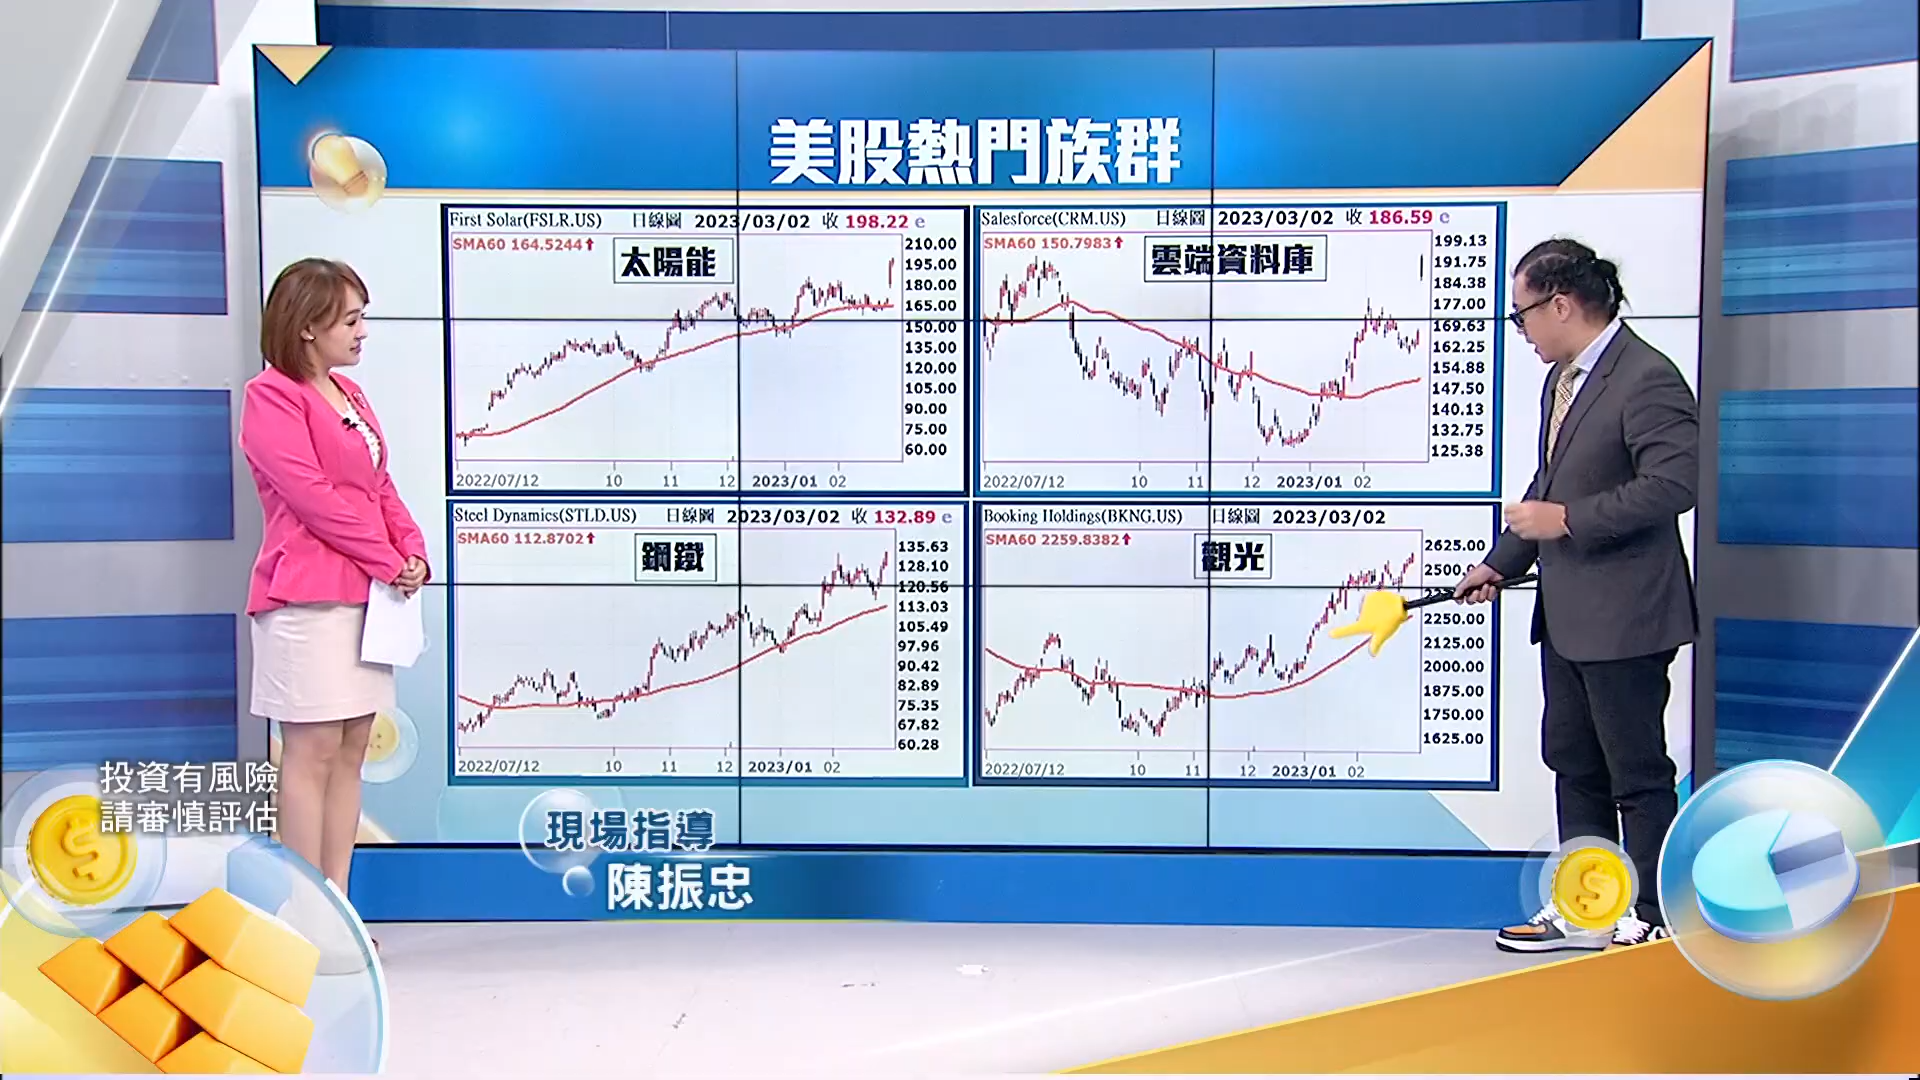 美股熱門族群
First Solar(FSLR.US) 日線圖 2023/03/02 收 198.22 e
SMA60 164.5244↑
太陽能
210.00
195.00
180.00
165.00
150.00
135.00
120.00
105.00
90.00
75.00
60.00
2022/07/12 10 11 12 2023/01 02
Salesforce(CRM.US) 日線圖 2023/03/02 收 186.59 e
SMA60 150.7983↑
雲端資料庫
199.13
191.75
184.38
177.00
169.63
162.25
154.88
147.50
140.13
132.75
125.38
2022/07/12 10 11 12 2023/01 02
Steel Dynamics(STLD.US) 日線圖 2023/03/02 收 132.89 e
SMA60 112.8702↑
鋼鐵
135.63
128.10
120.56
113.03
105.49
97.96
90.42
82.89
75.35
67.82
60.28
2022/07/12 10 11 12 2023/01 02
Booking Holdings(BKNG.US) 日線圖 2023/03/02
SMA60 2259.8382↑
觀光
2625.00
2500.0
2250.00
2125.00
2000.00
1875.00
1750.00
1625.00
2022/07/12 10 11 12 2023/01 02
投資有風險
請審慎評估
現場指導
陳振忠